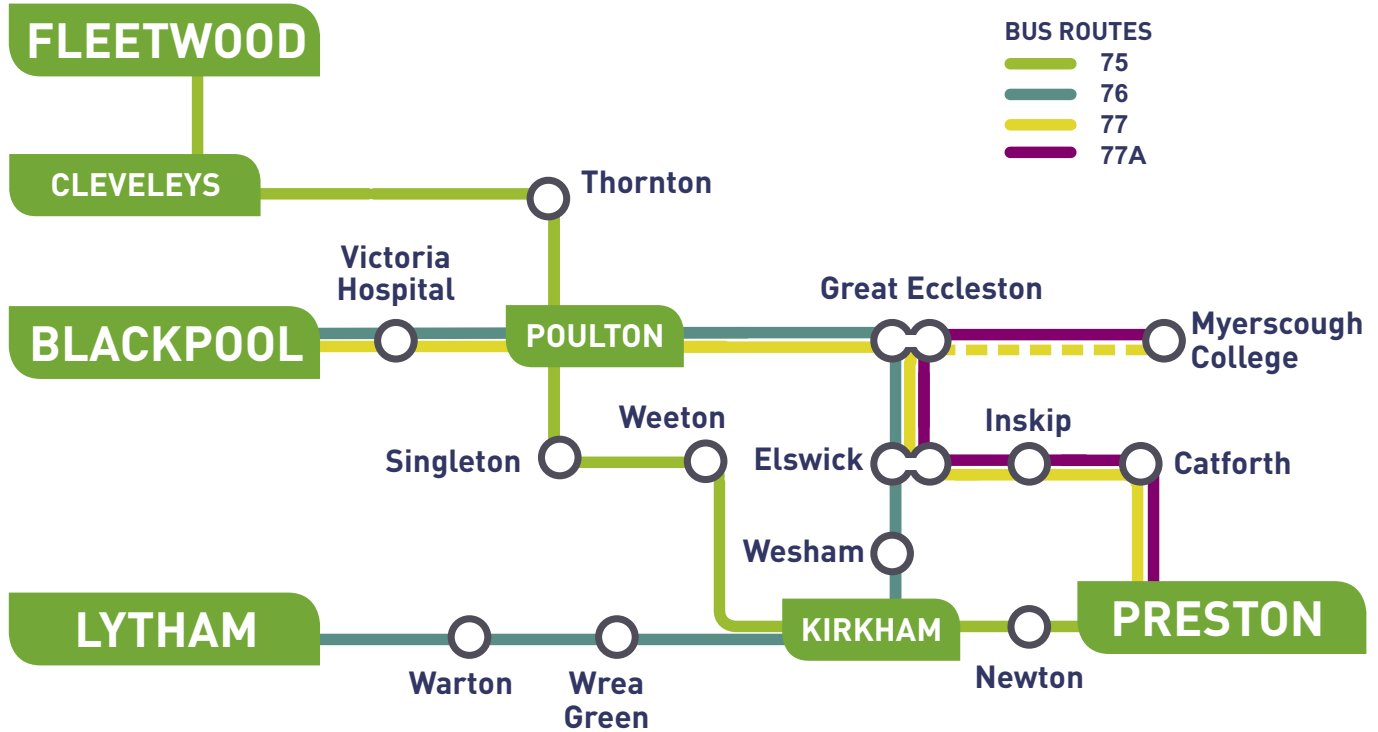 FLEETWOOD
BUS ROUTES
75
76
77
77A
CLEVELEYS
Thornton
Victoria
Hospital
Great Eccleston
BLACKPOOL
POULTON
Myerscough
College
Weeton
Inskip
Singleton
Elswick
Catforth
Wesham
LYTHAM
KIRKHAM
PRESTON
Warton
Wrea
Green
Newton